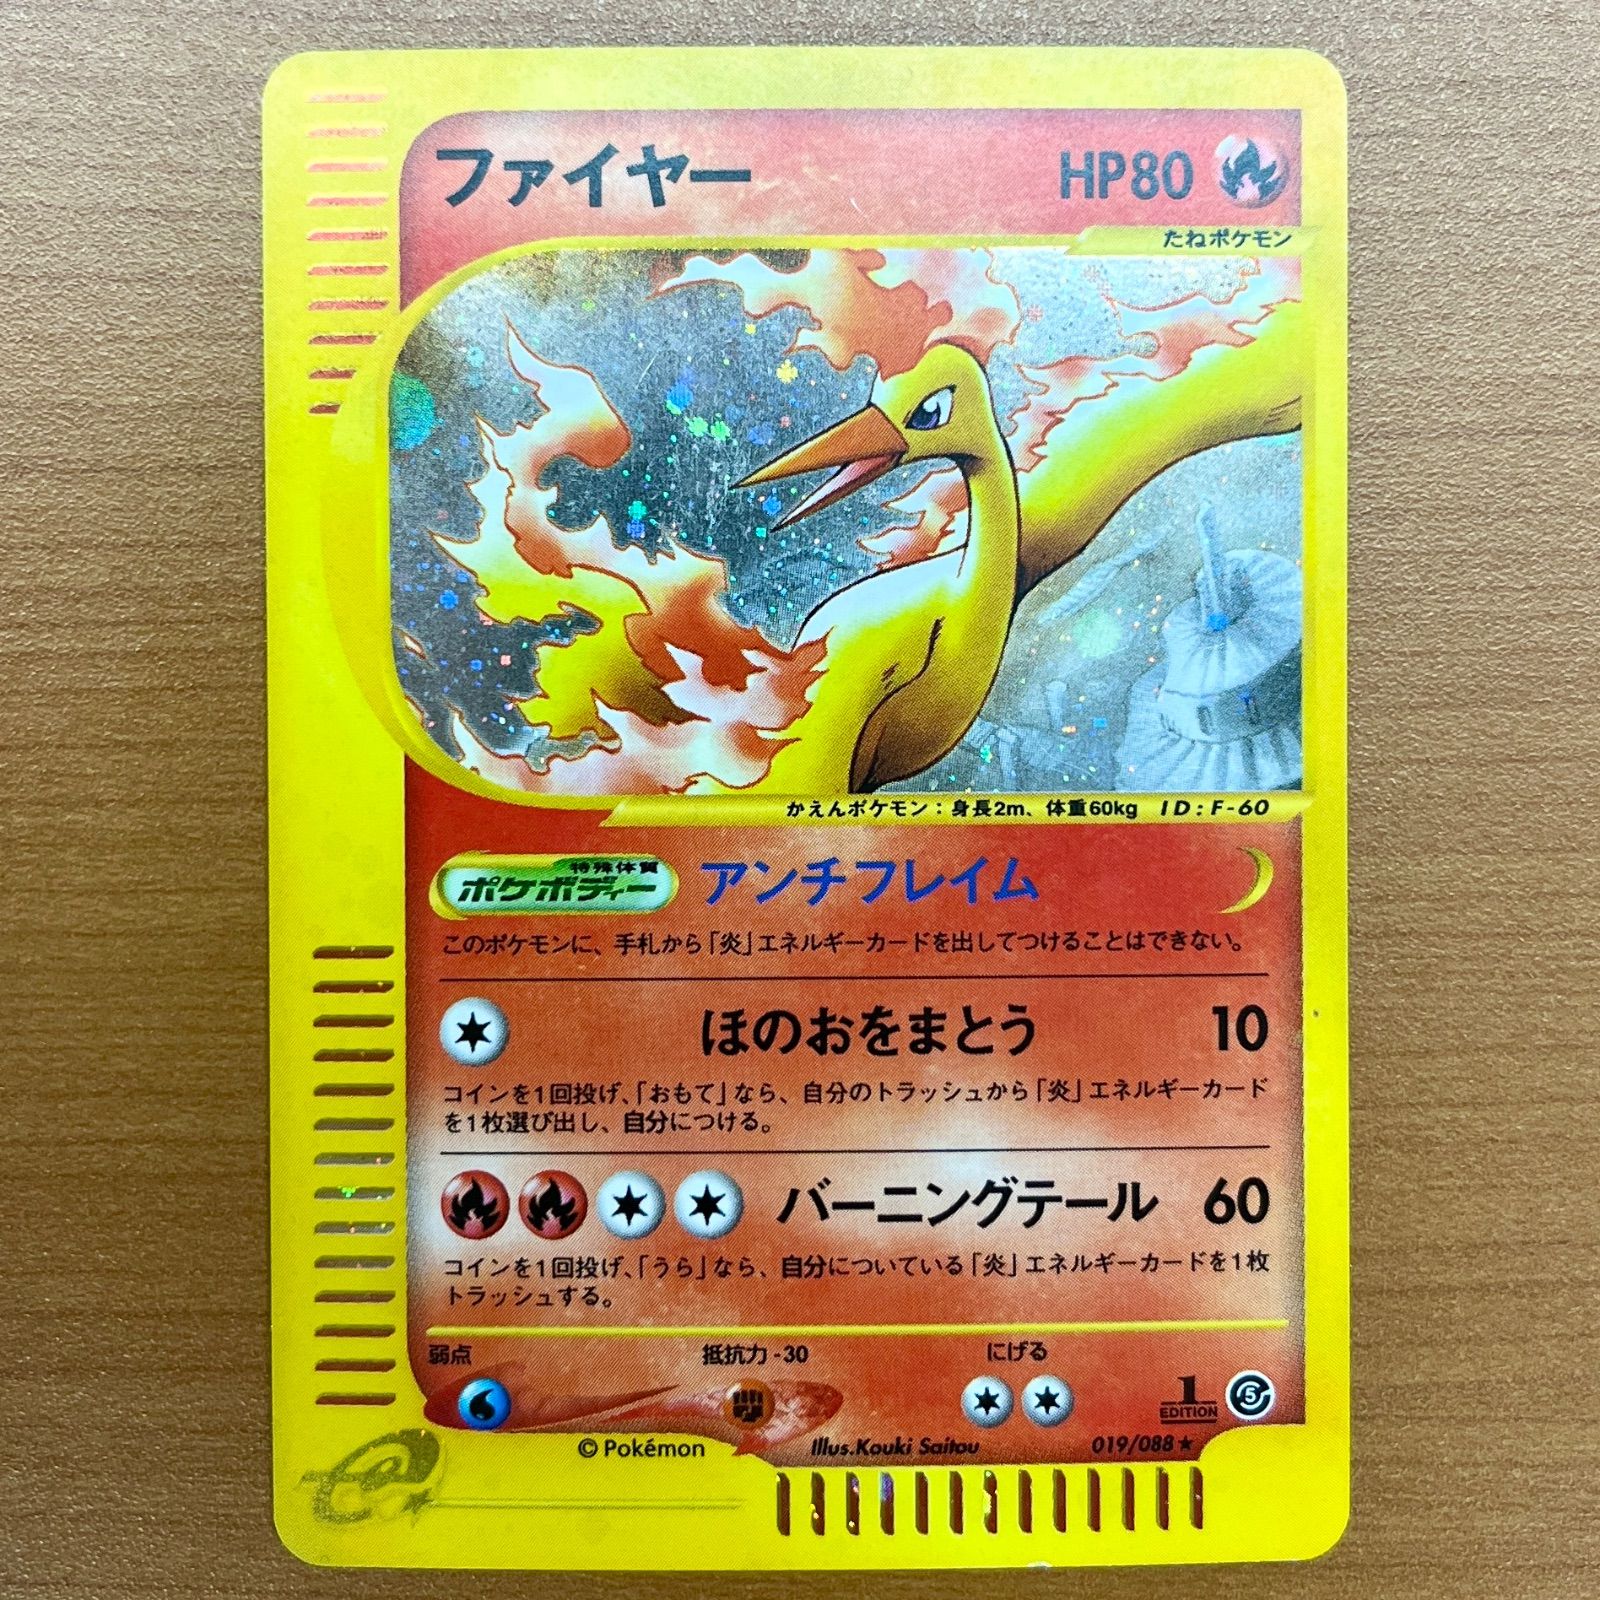 ファイヤー HP80
たねポケモン
かえんポケモン：身長2m、体重60kg ID:F-60
特殊体質
ポケボディー アンチフレイム
このポケモンに、手札から「炎」エネルギーカードを出してつけることはできない。
ほのおをまとう 10
コインを1回投げ、「おもて」なら、自分のトラッシュから「炎」エネルギーカード
を1枚選び出し、自分につける。
バーニングテール 60
コインを1回投げ、「うら」なら、自分についている「炎」エネルギーカードを1枚
トラッシュする。
弱点 抵抗力-30 にげる
1 EDITION 5
©Pokémon Illus.Kouki Saitou 019/088★
e